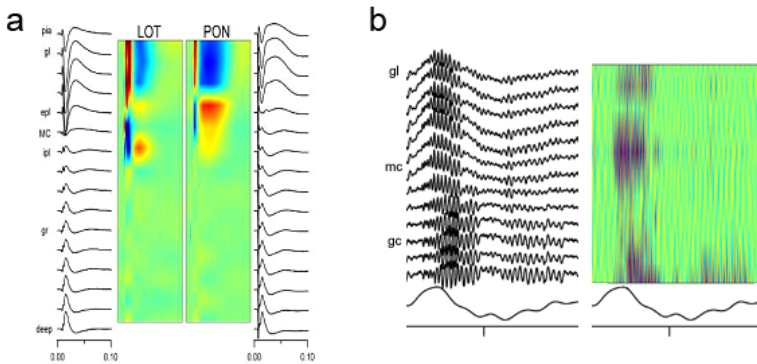 a
LOT PON
pia
gl
epl
MC
ipl
gr
deep
0.00 0.10 0.00 0.10
b
gl
mc
gc